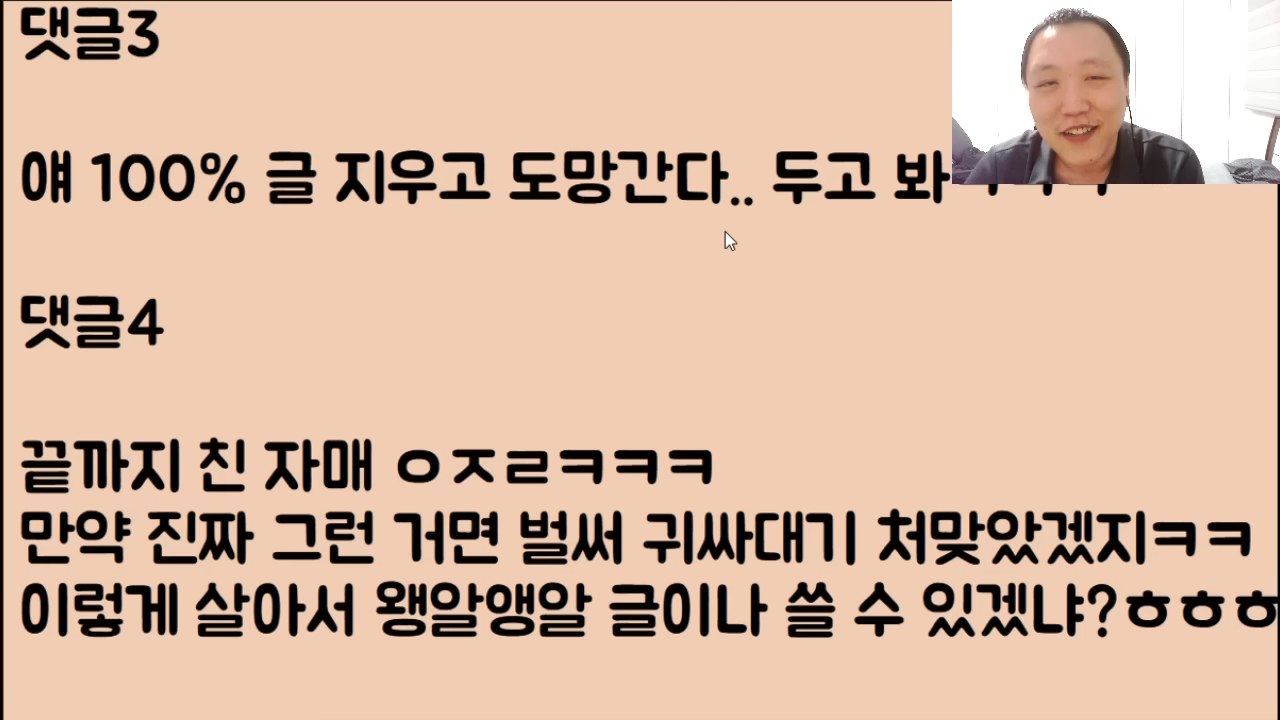 댓글3
얘 100% 글 지우고 도망간다.. 두고 봐
댓글4
끝까지 친 자매 ㅇㅈㄹㅋㅋㅋ
만약 진짜 그런 거면 벌써 귀싸대기 처맞았겠지ㅋㅋ
이렇게 살아서 왱알앵알 글이나 쓸 수 있겠냐?ㅎㅎㅎ